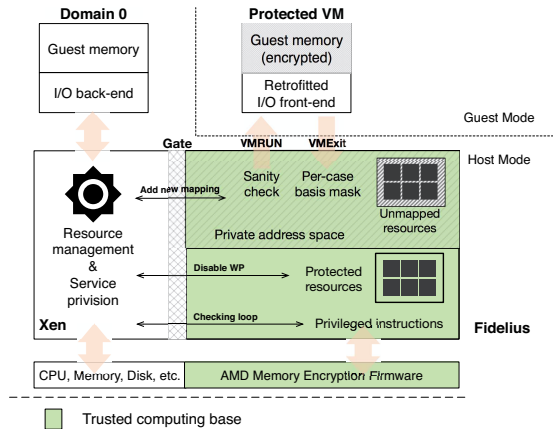 Domain 0
Protected VM
Guest memory
Guest memory
(encrypted)
I/O back-end
Retrofitted
I/O front-end
Guest Mode
Gate
VMRUN
VMExit
Host Mode
Add new mapping
Sanity
check
Per-case
basis mask
Unmapped
resources
Resource
management
&
Service
privision
Private address space
Disable WP
Protected
resources
Checking loop
Privileged instructions
Xen
Fidelius
CPU, Memory, Disk, etc.
AMD Memory Encryption Firmware
Trusted computing base